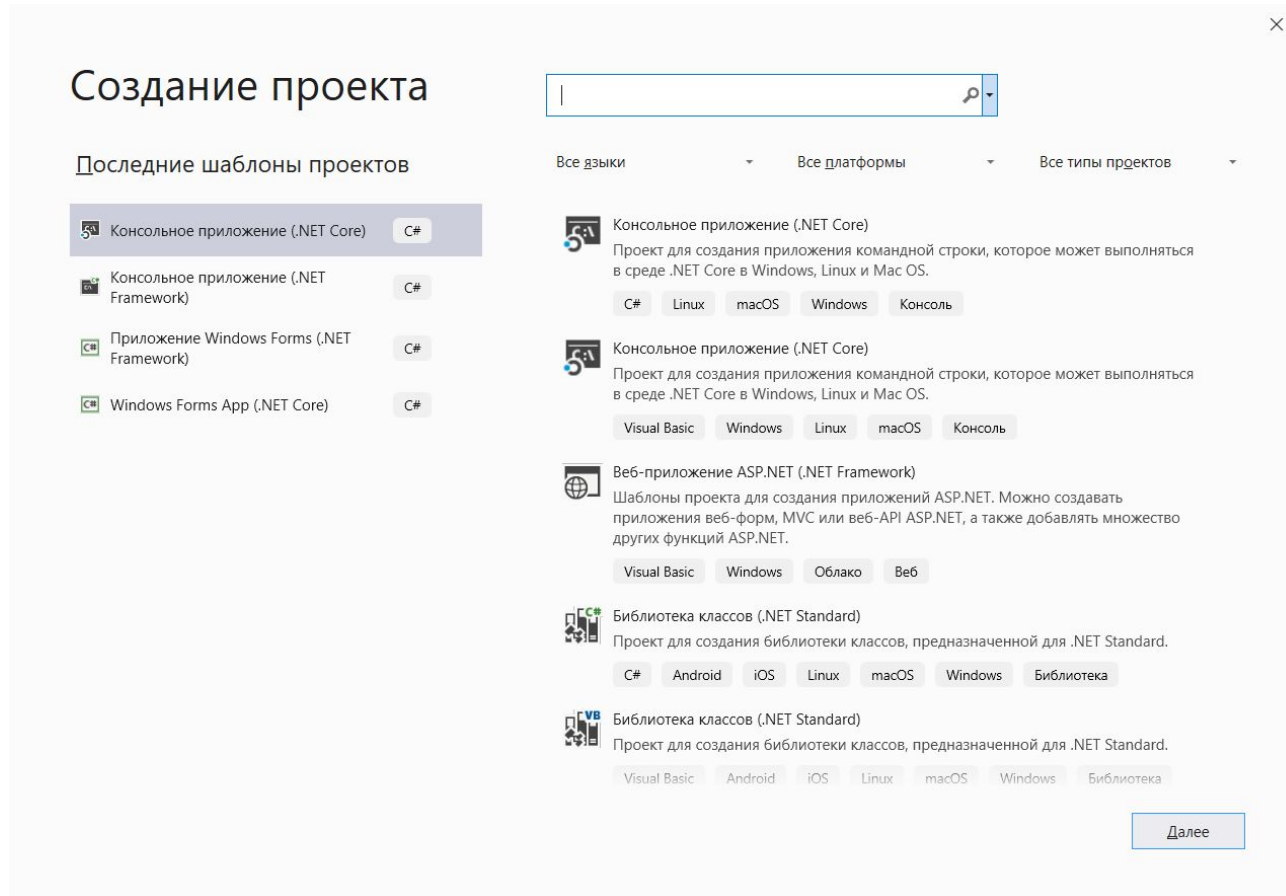 Создание проекта
Последние шаблоны проектов
Консольное приложение (.NET Core) C#
Консольное приложение (.NET
Framework)
C#
Приложение Windows Forms (.NET
Framework)
C#
Windows Forms App (.NET Core) C#
Все языки Все платформы Все типы проектов
Консольное приложение (.NET Core)
Проект для создания приложения командной строки, которое может выполняться
в среде .NET Core в Windows, Linux и Mac OS.
C# Linux macOS Windows Консоль
Консольное приложение (.NET Core)
Проект для создания приложения командной строки, которое может выполняться
в среде .NET Core в Windows, Linux и Mac OS.
Visual Basic Windows Linux macOS Консоль
Веб-приложение ASP.NET (.NET Framework)
Шаблоны проекта для создания приложений ASP.NET. Можно создавать
приложения веб-форм, MVC или веб-API ASP.NET, а также добавлять множество
других функций ASP.NET.
Visual Basic Windows Облако Веб
Библиотека классов (.NET Standard)
Проект для создания библиотеки классов, предназначенной для .NET Standard.
C# Android iOS Linux macOS Windows Библиотека
Библиотека классов (.NET Standard)
Проект для создания библиотеки классов, предназначенной для .NET Standard.
Visual Basic Android iOS Linux macOS Windows Библиотека
Далее